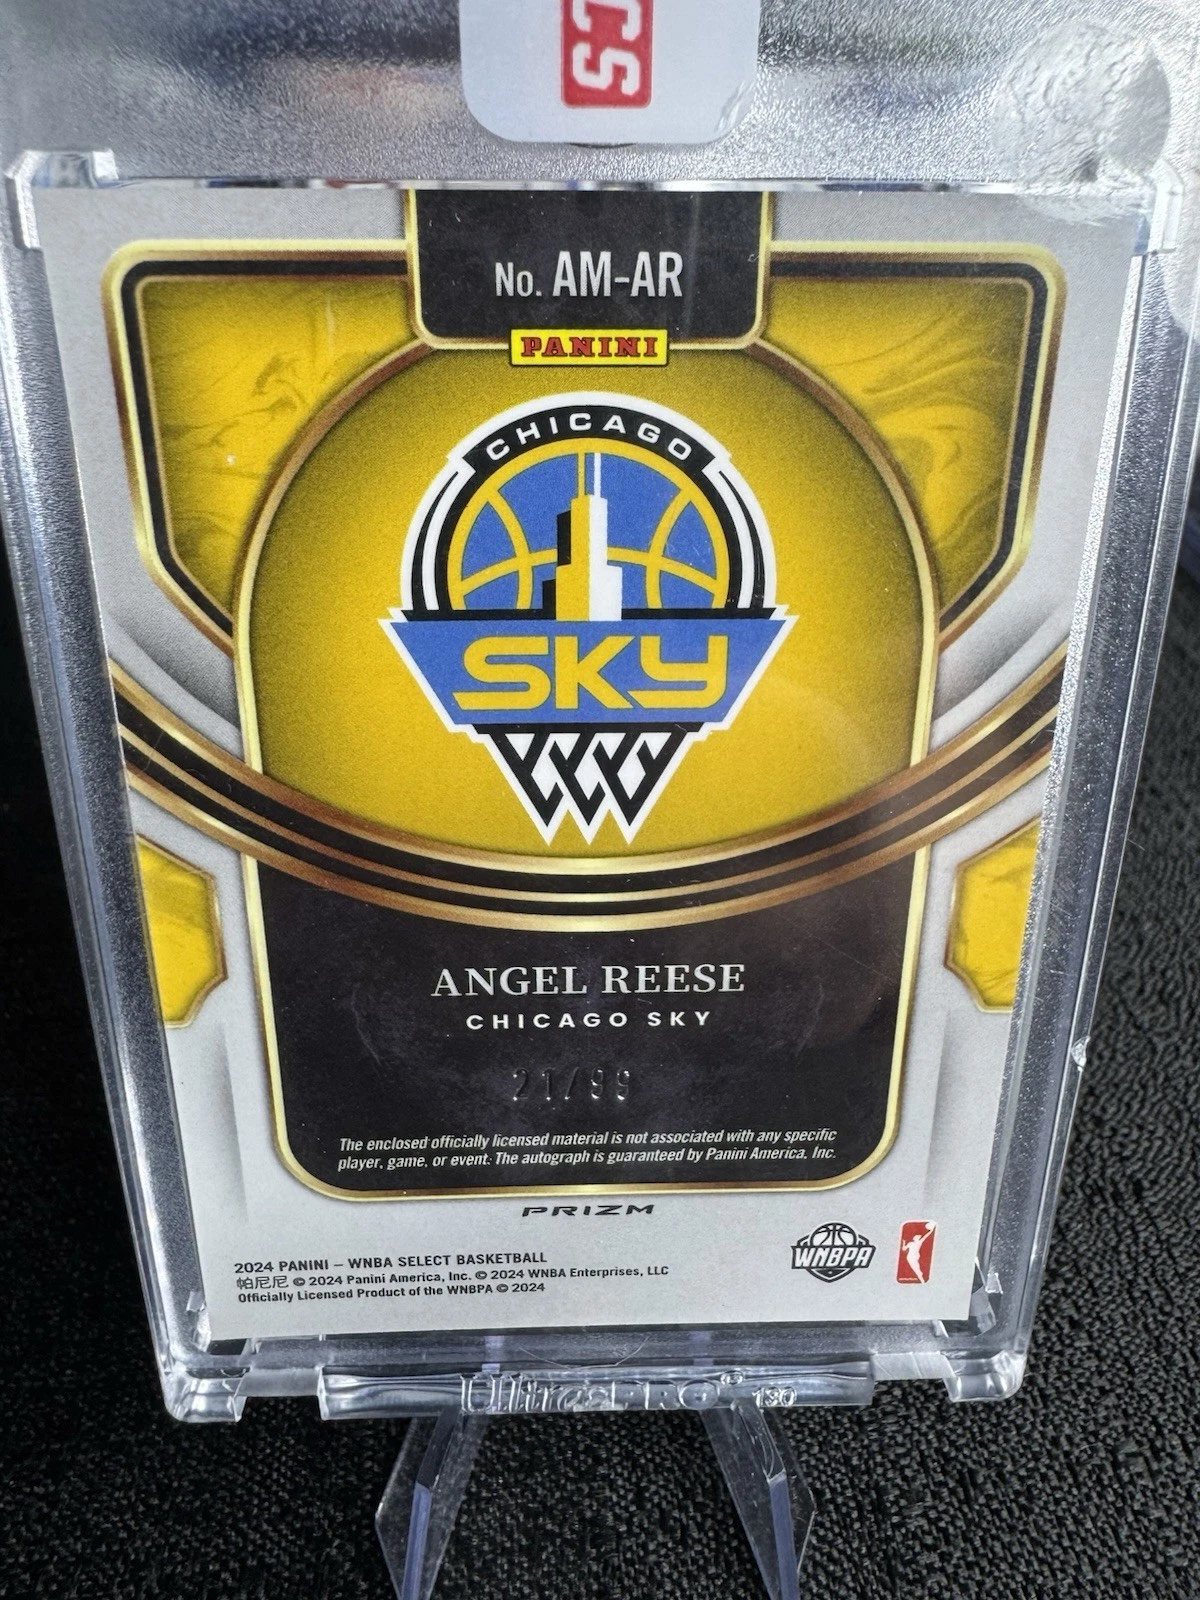 CS
No. AM-AR
PANINI
CHICAGO
SKY
ANGEL REESE
CHICAGO SKY
21/99
The enclosed officially licensed material is not associated with any specific
player, game, or event. The autograph is guaranteed by Panini America, Inc.
PRIZM
2024 PANINI – WNBA SELECT BASKETBALL
帕尼尼 © 2024 Panini America, Inc. © 2024 WNBA Enterprises, LLC
Officially Licensed Product of the WNBPA © 2024
WNBPA
Ultra•PRO® 130